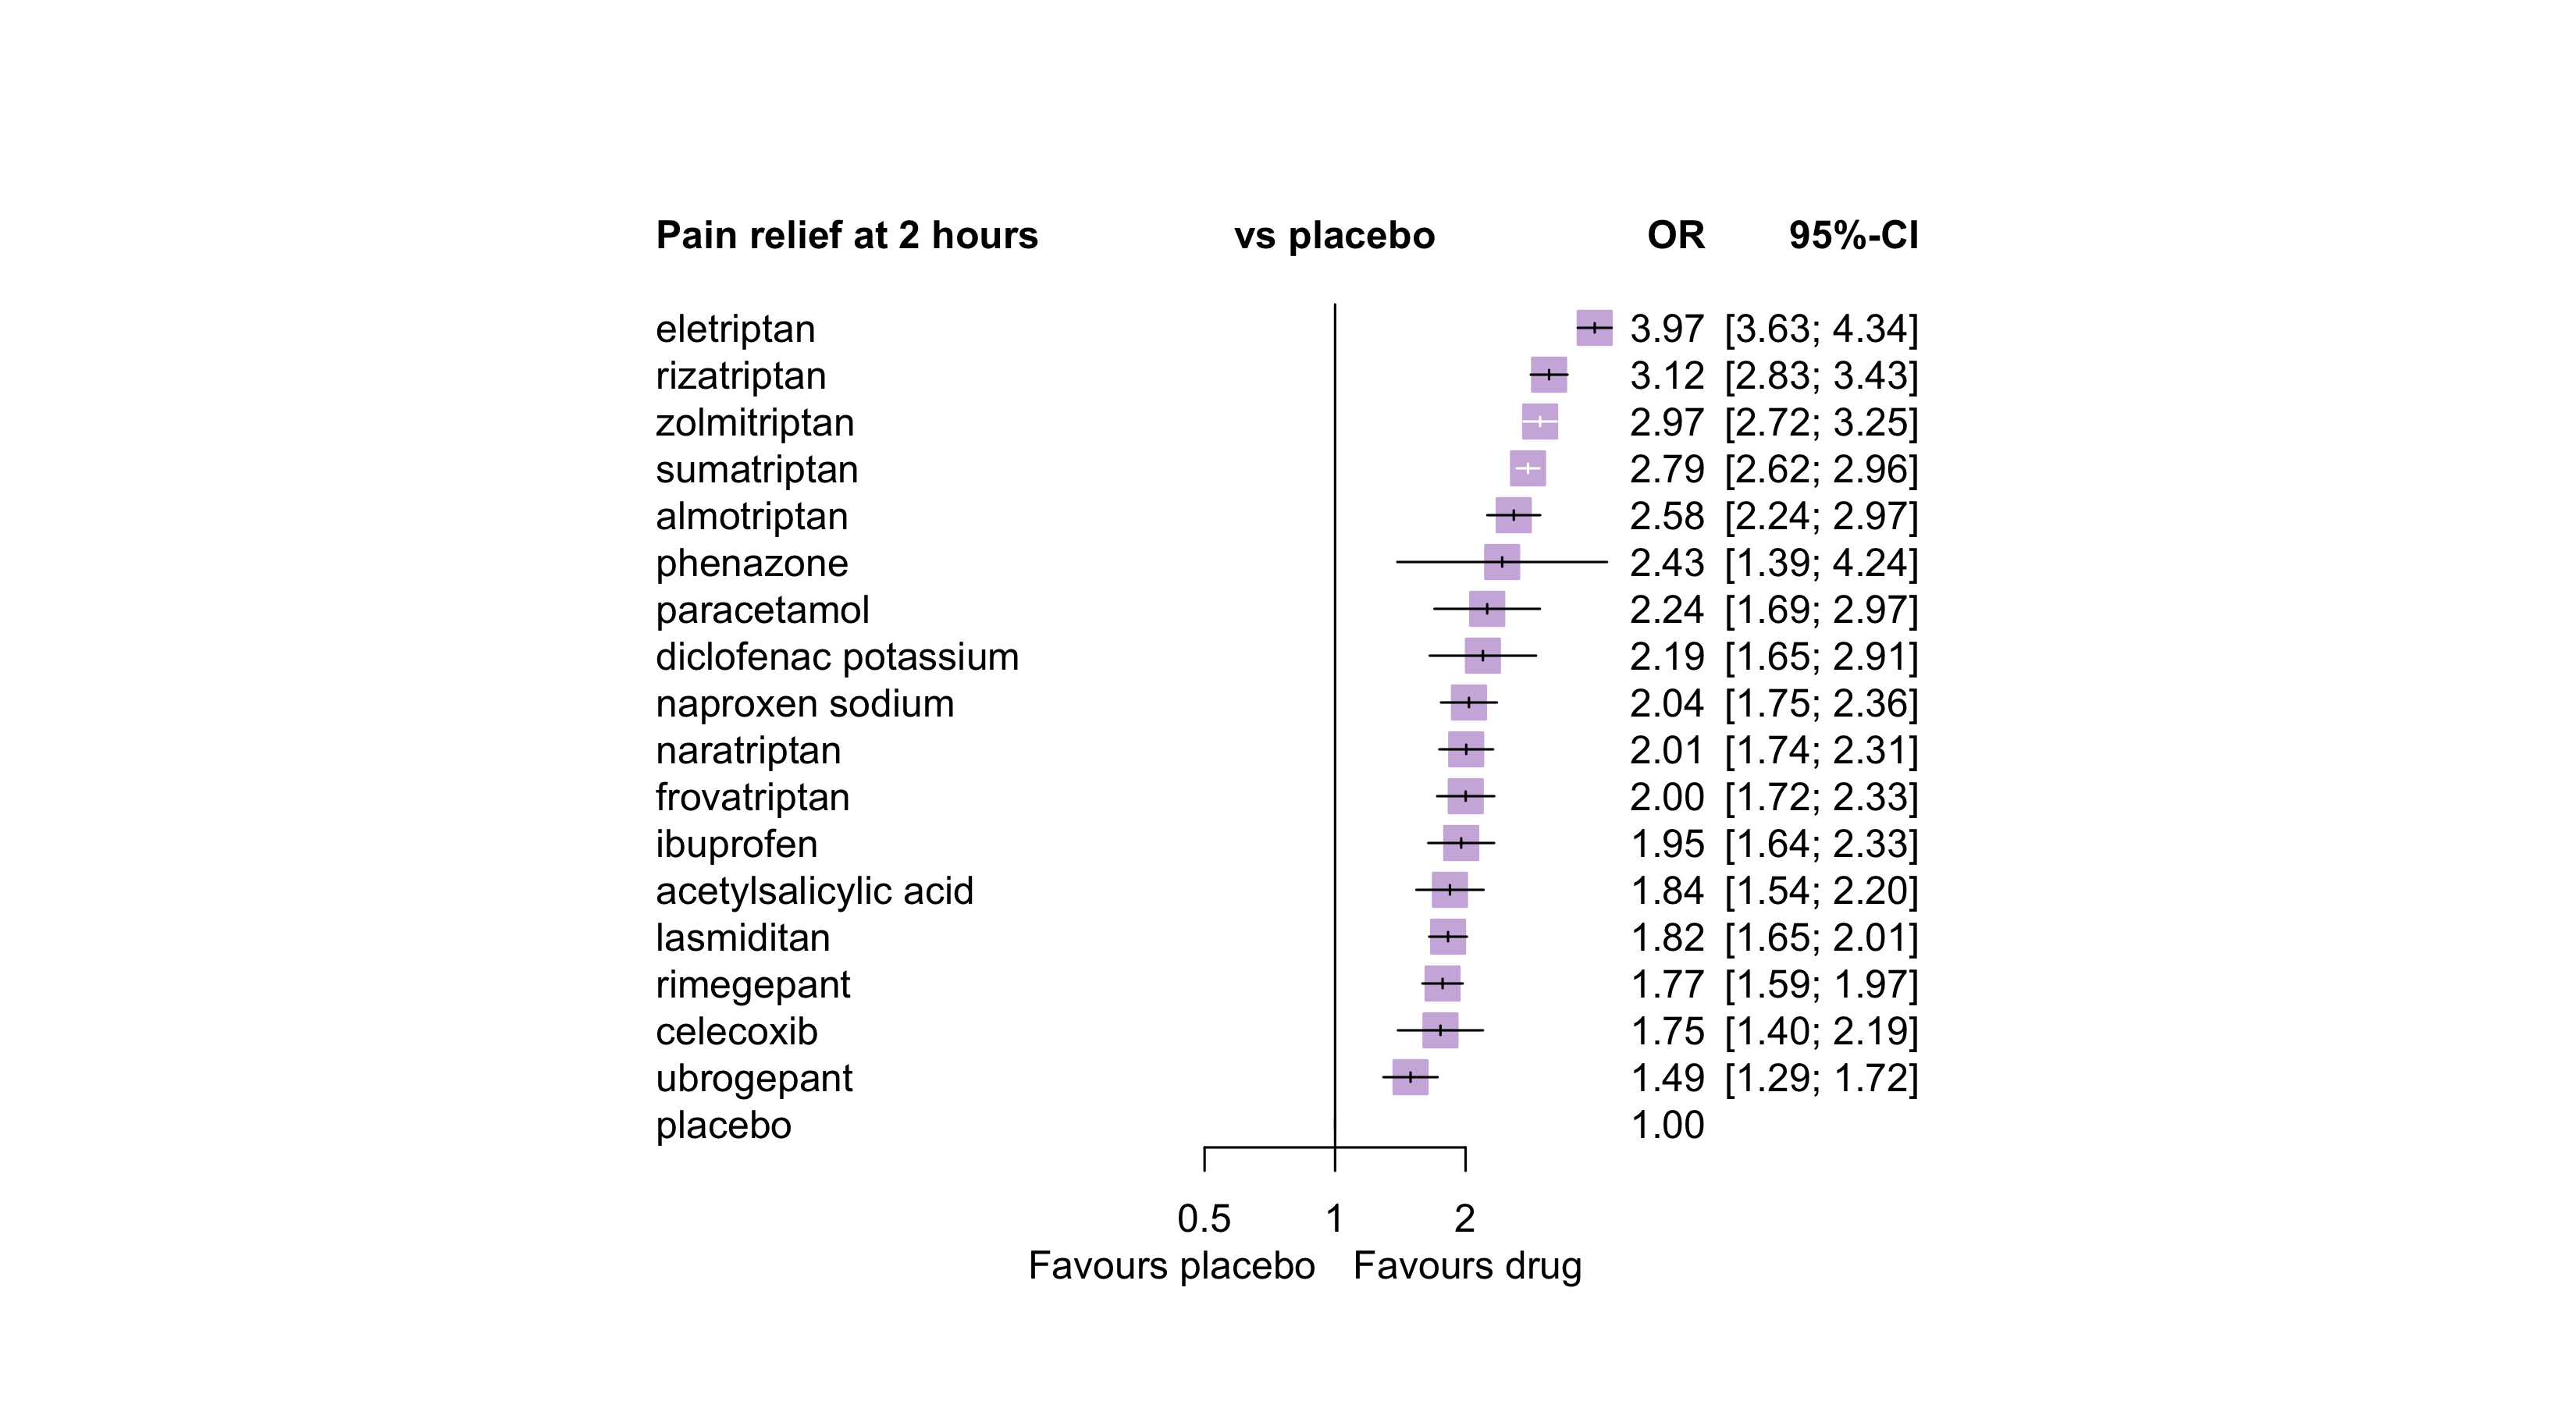 Pain relief at 2 hours vs placebo OR 95%-CI
eletriptan 3.97 [3.63; 4.34]
rizatriptan 3.12 [2.83; 3.43]
zolmitriptan 2.97 [2.72; 3.25]
sumatriptan 2.79 [2.62; 2.96]
almotriptan 2.58 [2.24; 2.97]
phenazone 2.43 [1.39; 4.24]
paracetamol 2.24 [1.69; 2.97]
diclofenac potassium 2.19 [1.65; 2.91]
naproxen sodium 2.04 [1.75; 2.36]
naratriptan 2.01 [1.74; 2.31]
frovatriptan 2.00 [1.72; 2.33]
ibuprofen 1.95 [1.64; 2.33]
acetylsalicylic acid 1.84 [1.54; 2.20]
lasmiditan 1.82 [1.65; 2.01]
rimegepant 1.77 [1.59; 1.97]
celecoxib 1.75 [1.40; 2.19]
ubrogepant 1.49 [1.29; 1.72]
placebo 1.00
0.5 1 2
Favours placebo Favours drug